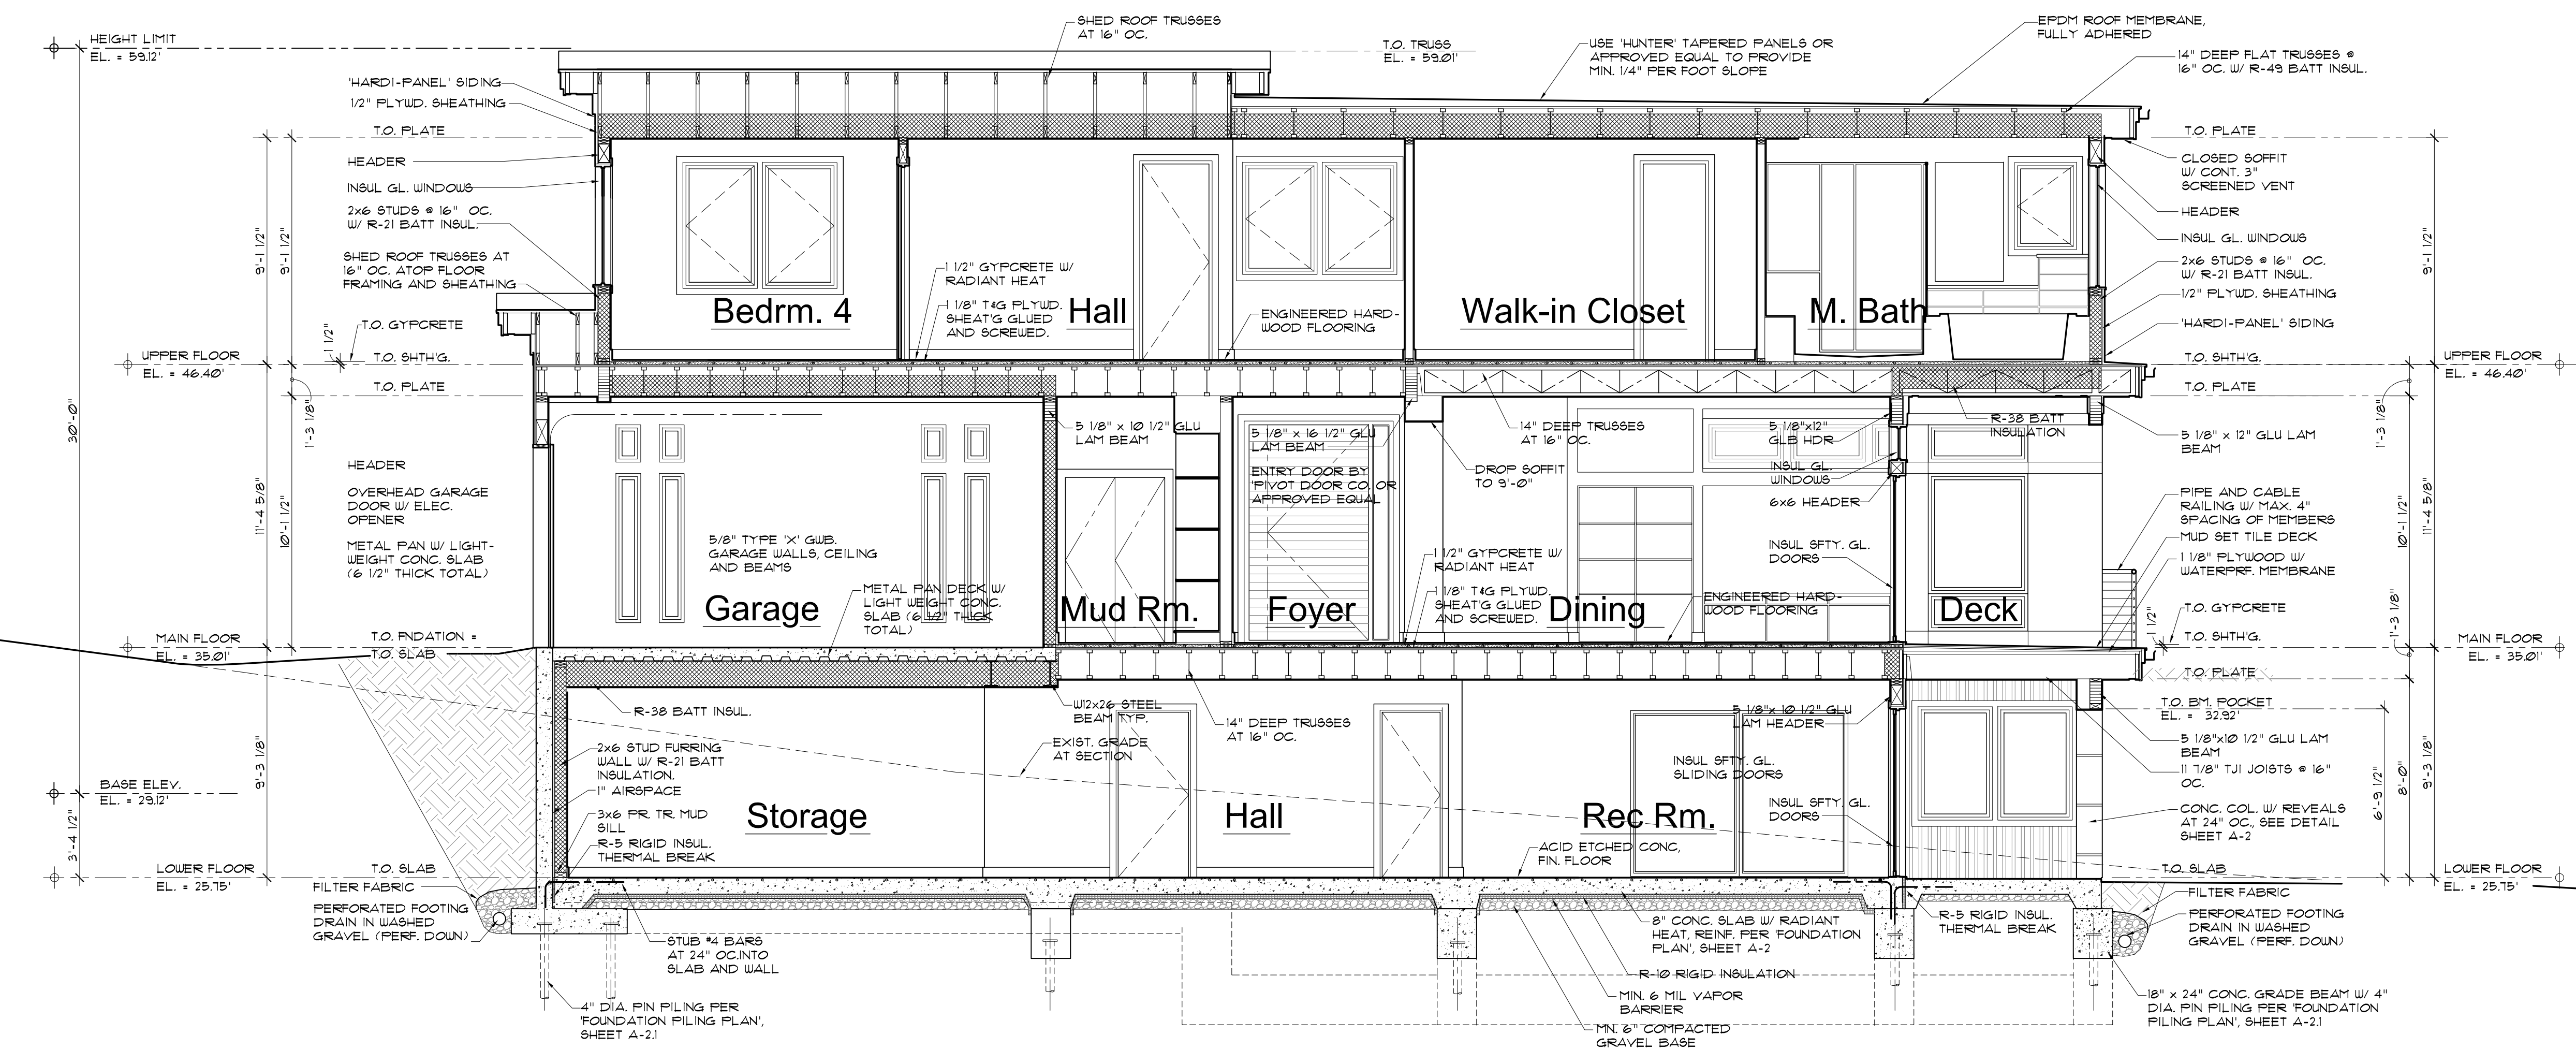 HEIGHT LIMIT
EL. = 59.12'
SHED ROOF TRUSSES
AT 16" OC.
T.O. TRUSS
EL. = 59.01'
USE 'HUNTER' TAPERED PANELS OR
APPROVED EQUAL TO PROVIDE
MIN. 1/4" PER FOOT SLOPE
EPDM ROOF MEMBRANE,
FULLY ADHERED
14" DEEP FLAT TRUSSES @
16" OC. W/ R-49 BATT INSUL.
'HARDI-PANEL' SIDING
1/2" PLYWD. SHEATHING
T.O. PLATE
HEADER
INSUL GL. WINDOWS
2x6 STUDS @ 16" OC.
W/ R-21 BATT INSUL.
SHED ROOF TRUSSES AT
16" OC. ATOP FLOOR
FRAMING AND SHEATHING
T.O. GYPCRETE
T.O. SHTH'G.
T.O. PLATE
9'-1 1/2"
9'-1 1/2"
1 1/2"
UPPER FLOOR
EL. = 46.40'
30'-0"
1'-3 1/8"
11'-4 5/8"
10'-1 1/2"
Bedrm. 4
Hall
1 1/2" GYPCRETE W/
RADIANT HEAT
1 1/8" T&G PLYWD.
SHEAT'G GLUED
AND SCREWED.
ENGINEERED HARD-
WOOD FLOORING
Walk-in Closet
M. Bath
T.O. PLATE
CLOSED SOFFIT
W/ CONT. 3"
SCREENED VENT
HEADER
INSUL GL. WINDOWS
2x6 STUDS @ 16" OC.
W/ R-21 BATT INSUL.
1/2" PLYWD. SHEATHING
'HARDI-PANEL' SIDING
T.O. SHTH'G.
T.O. PLATE
9'-1 1/2"
UPPER FLOOR
EL. = 46.40'
1'-3 1/8"
HEADER
OVERHEAD GARAGE
DOOR W/ ELEC.
OPENER
METAL PAN W/ LIGHT-
WEIGHT CONC. SLAB
(6 1/2" THICK TOTAL)
5/8" TYPE 'X' GWB.
GARAGE WALLS, CEILING
AND BEAMS
METAL PAN DECK W/
LIGHT WEIGHT CONC.
SLAB (6 1/2" THICK
TOTAL)
Garage
5 1/8" x 10 1/2" GLU
LAM BEAM
Mud Rm.
5 1/8" x 16 1/2" GLU
LAM BEAM
ENTRY DOOR BY
'PIVOT DOOR CO. OR
APPROVED EQUAL
Foyer
DROP SOFFIT
TO 9'-0"
14" DEEP TRUSSES
AT 16" OC.
1 1/2" GYPCRETE W/
RADIANT HEAT
1 1/8" T&G PLYWD.
SHEAT'G GLUED
AND SCREWED.
Dining
ENGINEERED HARD-
WOOD FLOORING
5 1/8"x12"
GLB HDR
INSUL GL.
WINDOWS
6x6 HEADER
INSUL SFTY. GL.
DOORS
R-38 BATT
INSULATION
Deck
5 1/8" x 12" GLU LAM
BEAM
PIPE AND CABLE
RAILING W/ MAX. 4"
SPACING OF MEMBERS
MUD SET TILE DECK
1 1/8" PLYWOOD W/
WATERPRF. MEMBRANE
T.O. GYPCRETE
T.O. SHTH'G.
T.O. PLATE
10'-1 1/2"
11'-4 5/8"
1'-3 1/8"
1 1/2"
MAIN FLOOR
EL. = 35.01'
MAIN FLOOR
EL. = 35.01'
T.O. FNDATION =
T.O. SLAB
9'-3 1/8"
BASE ELEV.
EL. = 29.12'
3'-4 1/2"
LOWER FLOOR
EL. = 25.75'
T.O. SLAB
FILTER FABRIC
PERFORATED FOOTING
DRAIN IN WASHED
GRAVEL (PERF. DOWN)
R-38 BATT INSUL.
2x6 STUD FURRING
WALL W/ R-21 BATT
INSULATION.
1" AIRSPACE
3x6 PR. TR. MUD
SILL
R-5 RIGID INSUL.
THERMAL BREAK
Storage
W12x26 STEEL
BEAM TYP.
EXIST. GRADE
AT SECTION
14" DEEP TRUSSES
AT 16" OC.
Hall
Rec Rm.
5 1/8"x 10 1/2" GLU
LAM HEADER
INSUL SFTY. GL.
SLIDING DOORS
INSUL SFTY. GL.
DOORS
ACID ETCHED CONC,
FIN. FLOOR
T.O. BM. POCKET
EL. = 32.92'
5 1/8"x10 1/2" GLU LAM
BEAM
11 7/8" TJI JOISTS @ 16"
OC.
CONC. COL. W/ REVEALS
AT 24" OC., SEE DETAIL
SHEET A-2
T.O. SLAB
6'-9 1/2"
8'-0"
9'-3 1/8"
LOWER FLOOR
EL. = 25.75'
FILTER FABRIC
PERFORATED FOOTING
DRAIN IN WASHED
GRAVEL (PERF. DOWN)
R-5 RIGID INSUL.
THERMAL BREAK
STUB #4 BARS
AT 24" OC.INTO
SLAB AND WALL
8" CONC. SLAB W/ RADIANT
HEAT, REINF. PER 'FOUNDATION
PLAN', SHEET A-2
R-10 RIGID INSULATION
MIN. 6 MIL VAPOR
BARRIER
MN. 6" COMPACTED
GRAVEL BASE
4" DIA. PIN PILING PER
'FOUNDATION PILING PLAN',
SHEET A-2.1
18" x 24" CONC. GRADE BEAM W/ 4"
DIA. PIN PILING PER 'FOUNDATION
PILING PLAN', SHEET A-2.1